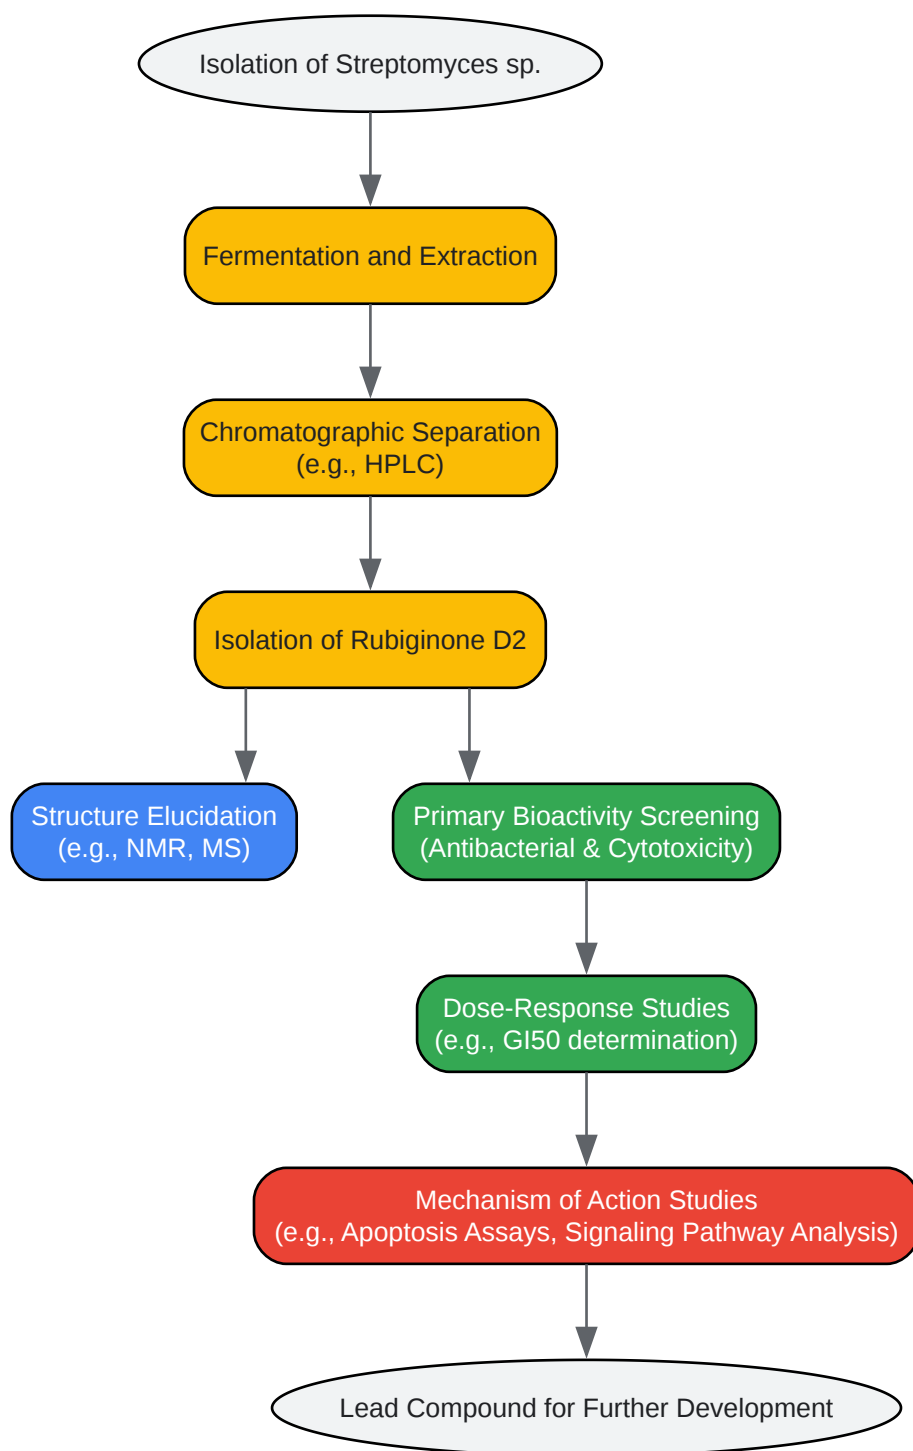 Isolation of Streptomyces sp.
Fermentation and Extraction
Chromatographic Separation
(e.g., HPLC)
Isolation of Rubiginone D2
Structure Elucidation
(e.g., NMR, MS)
Primary Bioactivity Screening
(Antibacterial & Cytotoxicity)
Dose-Response Studies
(e.g., GI50 determination)
Mechanism of Action Studies
(e.g., Apoptosis Assays, Signaling Pathway Analysis)
Lead Compound for Further Development